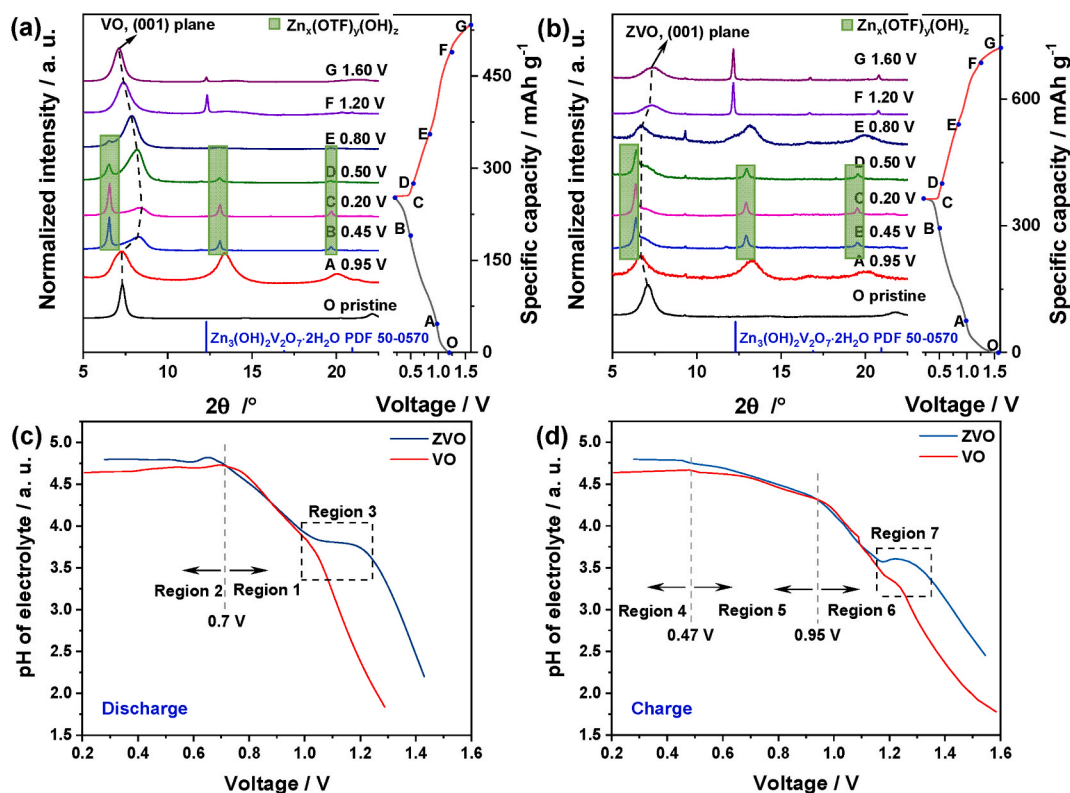 (a)
VO, (001) plane
Znx(OTF)y(OH)z
G 1.60 V
F 1.20 V
E 0.80 V
D 0.50 V
C 0.20 V
B 0.45 V
A 0.95 V
O pristine
Zn3(OH)2V2O7·2H2O PDF 50-0570
Normalized intensity / a. u.
5 10 15 20
2θ /°
G
F
E
D
C
B
A
O
450
300
150
0
Specific capacity / mAh g-1
0.5 1.0 1.5
Voltage / V
(b)
ZVO, (001) plane
Znx(OTF)y(OH)z
G 1.60 V
F 1.20 V
E 0.80 V
D 0.50 V
C 0.20 V
B 0.45 V
A 0.95 V
O pristine
Zn3(OH)2V2O7·2H2O PDF 50-0570
Normalized intensity / a. u.
5 10 15 20
2θ /°
G
F
E
D
C
B
A
O
600
300
0
Specific capacity / mAh g-1
0.5 1.0 1.5
Voltage / V
(c)
ZVO
VO
Region 3
Region 2
Region 1
0.7 V
Discharge
pH of electrolyte / a. u.
5.0
4.5
4.0
3.5
3.0
2.5
2.0
1.5
0.2 0.4 0.6 0.8 1.0 1.2 1.4 1.6
Voltage / V
(d)
ZVO
VO
Region 7
Region 4
Region 5
Region 6
0.47 V
0.95 V
Charge
pH of electrolyte / a. u.
5.0
4.5
4.0
3.5
3.0
2.5
2.0
1.5
0.2 0.4 0.6 0.8 1.0 1.2 1.4 1.6
Voltage / V